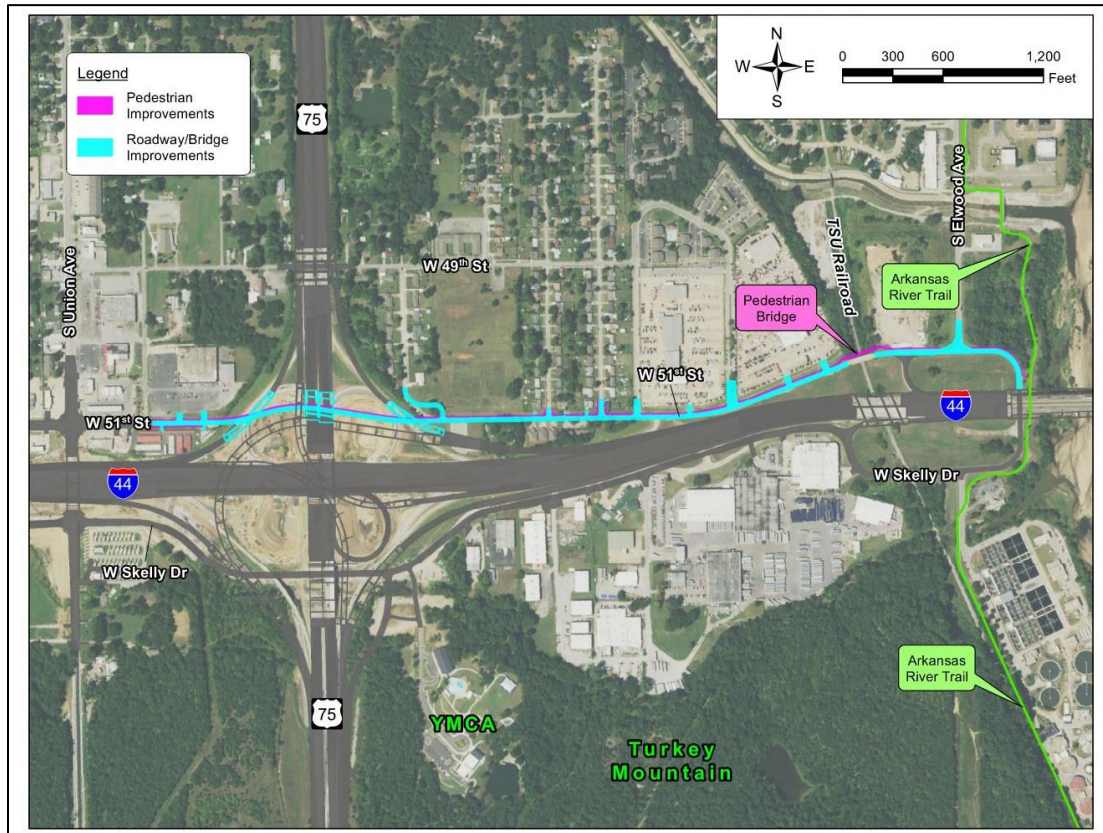 Legend
Pedestrian
Improvements
Roadway/Bridge
Improvements
N
W E
S
0 300 600 1,200
Feet
75
S Union Ave
W 49th St
TSU Railroad
S Elwood Ave
Arkansas
River Trail
Pedestrian
Bridge
W 51st St
W 51st St
44
44
W Skelly Dr
W Skelly Dr
Arkansas
River Trail
75
YMCA
Turkey
Mountain